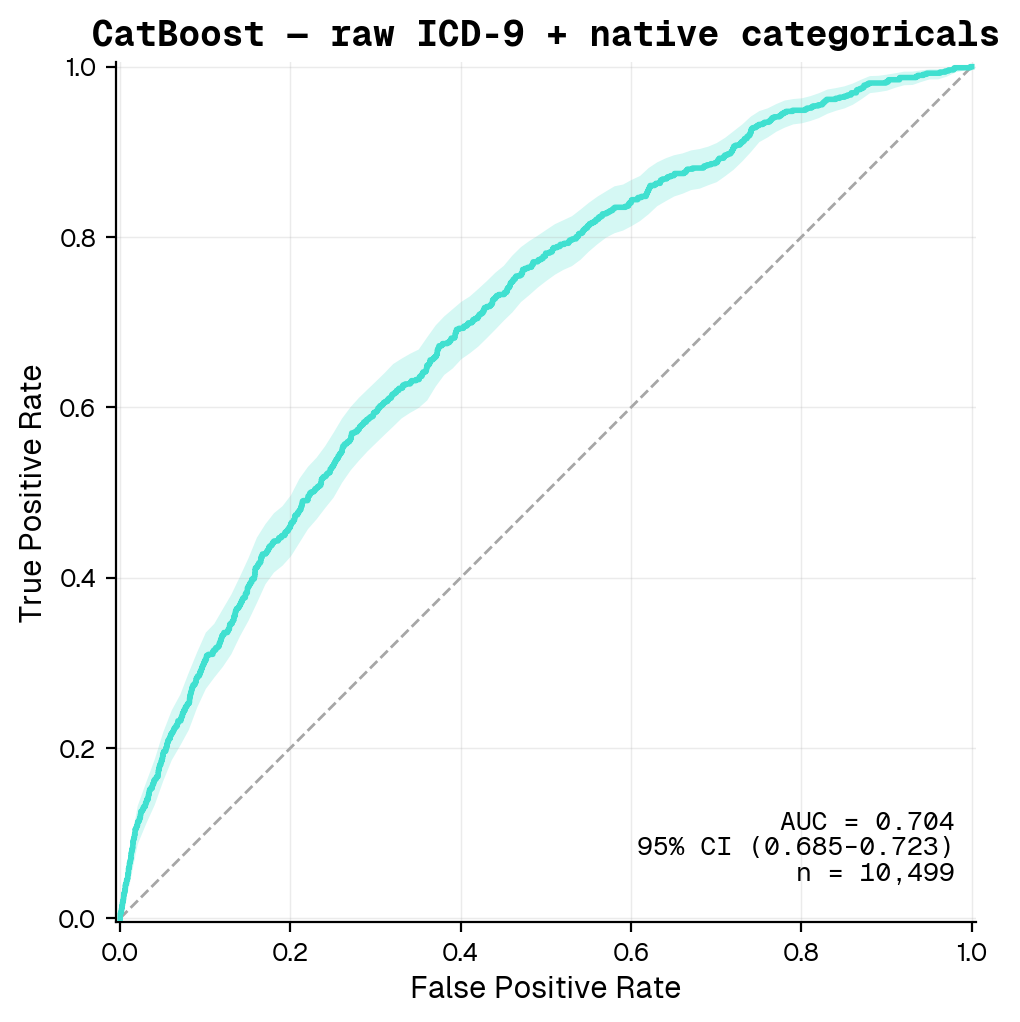 CatBoost – raw ICD-9 + native categoricals
1.0
0.8
0.6
0.4
0.2
0.0
True Positive Rate
AUC = 0.704
95% CI (0.685–0.723)
n = 10,499
0.0 0.2 0.4 0.6 0.8 1.0
False Positive Rate